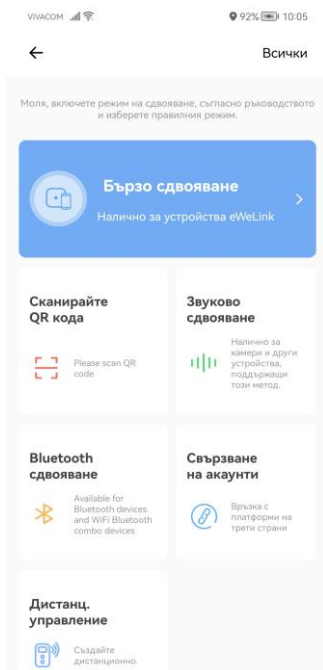 VIVACOM 92% 10:05
Всички
Моля, включете режим на сдвояване, съгласно ръководството
и изберете правилния режим.
Бързо сдвояване
Налично за устройства eWeLink
Сканирайте
QR кода
Please scan QR
code
Звуково
сдвояване
Налично за
камери и други
устройства,
поддържащи
този метод.
Bluetooth
сдвояване
Available for
Bluetooth devices
and WiFi Bluetooth
combo devices
Свързване
на акаунти
Връзка с
платформи на
трети страни
Дистанц.
управление
Създайте
дистанционно.